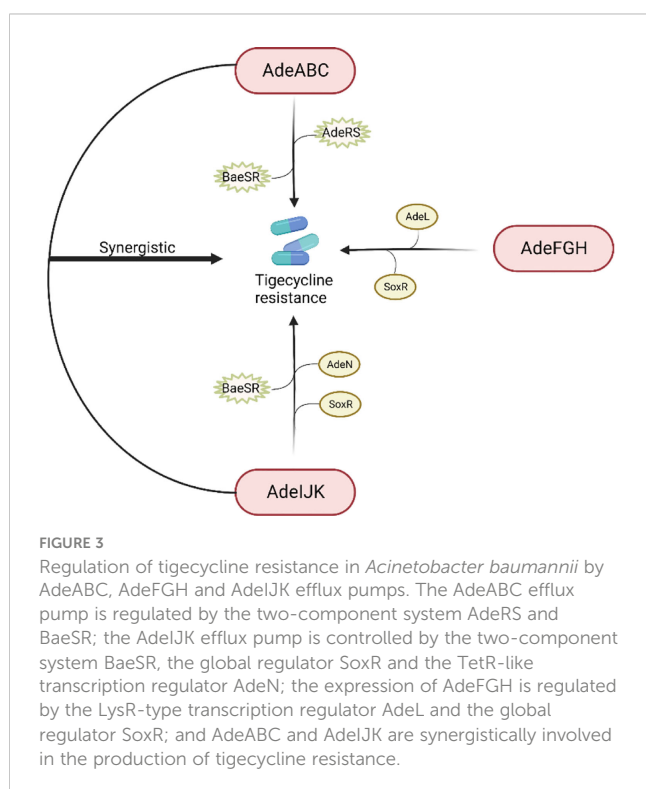 AdeABC
AdeRS
BaeSR
AdeL
Synergistic
AdeFGH
Tigecycline
resistance
SoxR
AdeN
BaeSR
SoxR
AdeIJK
FIGURE 3
Regulation of tigecycline resistance in Acinetobacter baumannii by
AdeABC, AdeFGH and AdeIJK efflux pumps. The AdeABC efflux
pump is regulated by the two-component system AdeRS and
BaeSR; the AdeIJK efflux pump is controlled by the two-component
system BaeSR, the global regulator SoxR and the TetR-like
transcription regulator AdeN; the expression of AdeFGH is regulated
by the LysR-type transcription regulator AdeL and the global
regulator SoxR; and AdeABC and AdeIJK are synergistically involved
in the production of tigecycline resistance.